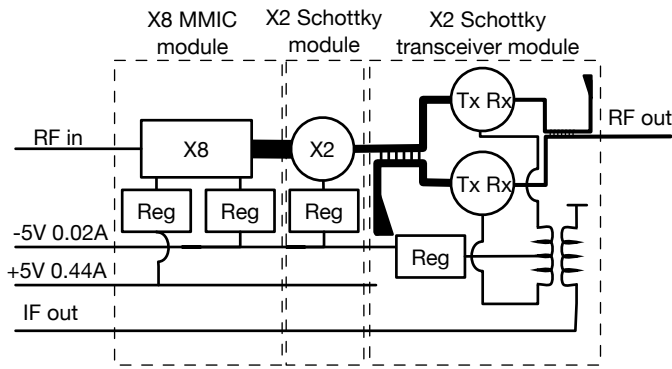 X8 MMIC
module
X2 Schottky
module
X2 Schottky
transceiver module
RF in
X8
X2
Tx Rx
Tx Rx
RF out
Reg
Reg
Reg
-5V 0.02A
Reg
+5V 0.44A
IF out